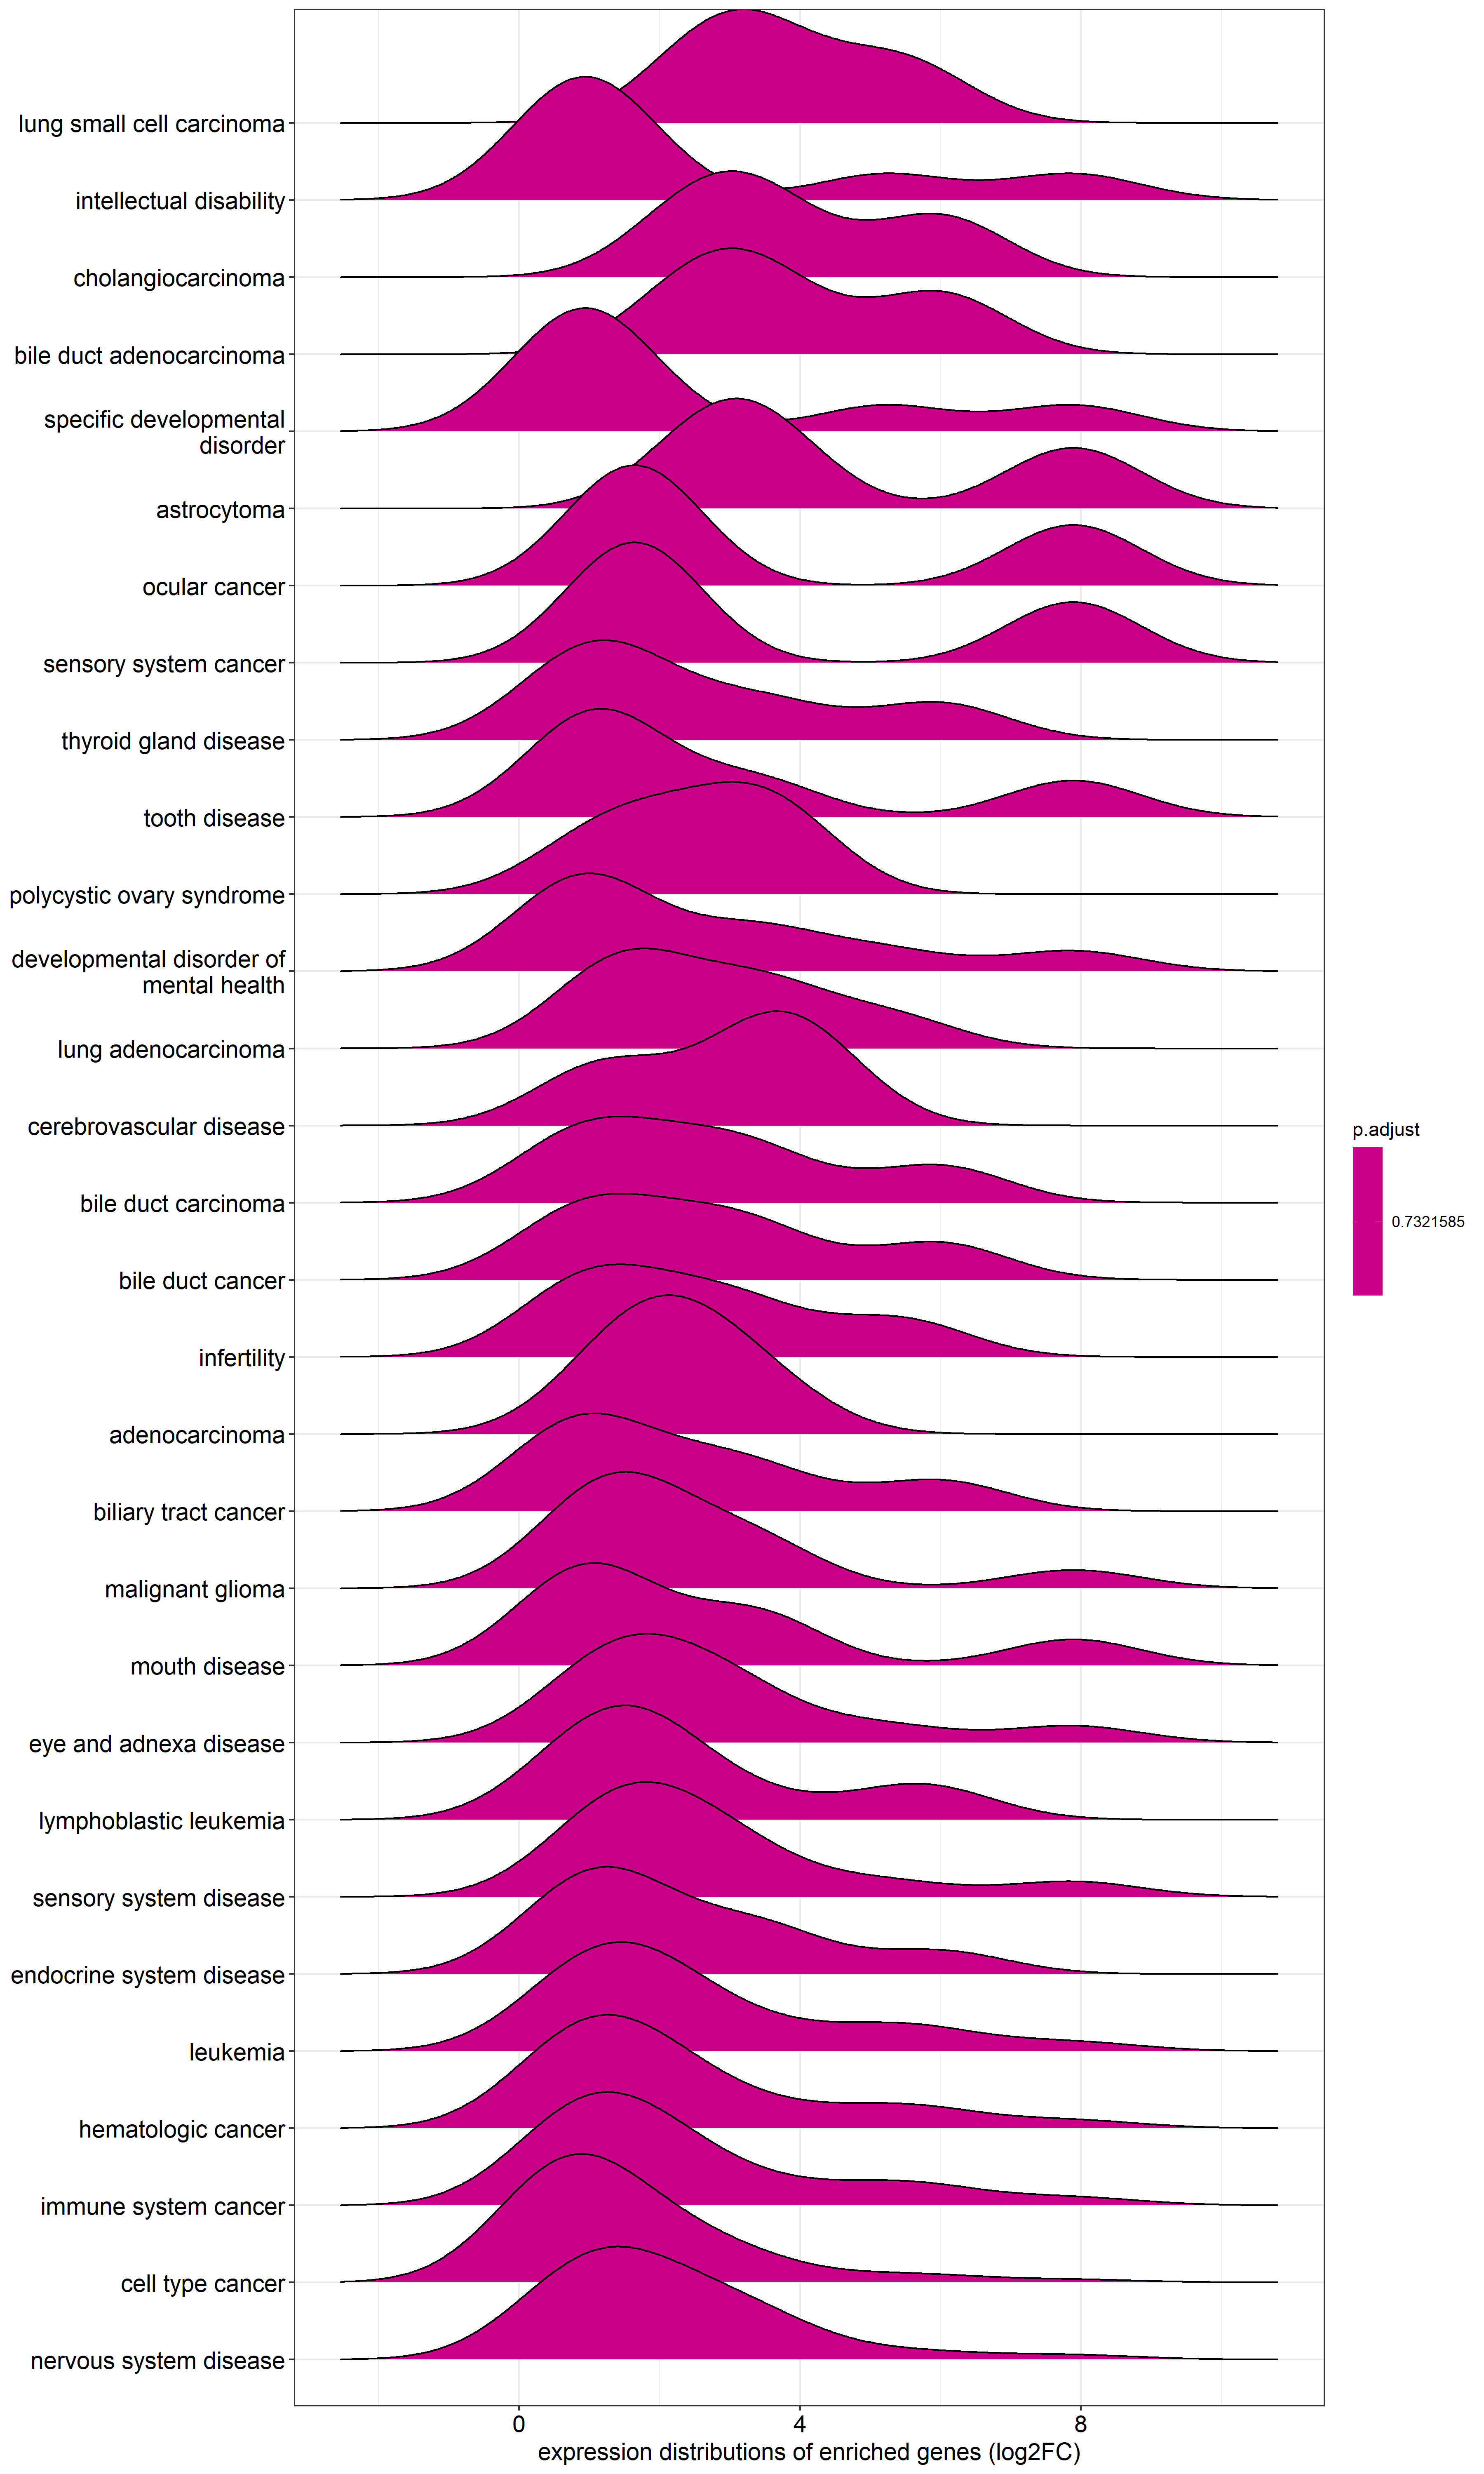 lung small cell carcinoma
intellectual disability
cholangiocarcinoma
bile duct adenocarcinoma
specific developmental
disorder
astrocytoma
ocular cancer
sensory system cancer
thyroid gland disease
tooth disease
polycystic ovary syndrome
developmental disorder of
mental health
lung adenocarcinoma
cerebrovascular disease
bile duct carcinoma
bile duct cancer
infertility
adenocarcinoma
biliary tract cancer
malignant glioma
mouth disease
eye and adnexa disease
lymphoblastic leukemia
sensory system disease
endocrine system disease
leukemia
hematologic cancer
immune system cancer
cell type cancer
nervous system disease
0 4 8
expression distributions of enriched genes (log2FC)
p.adjust
0.7321585